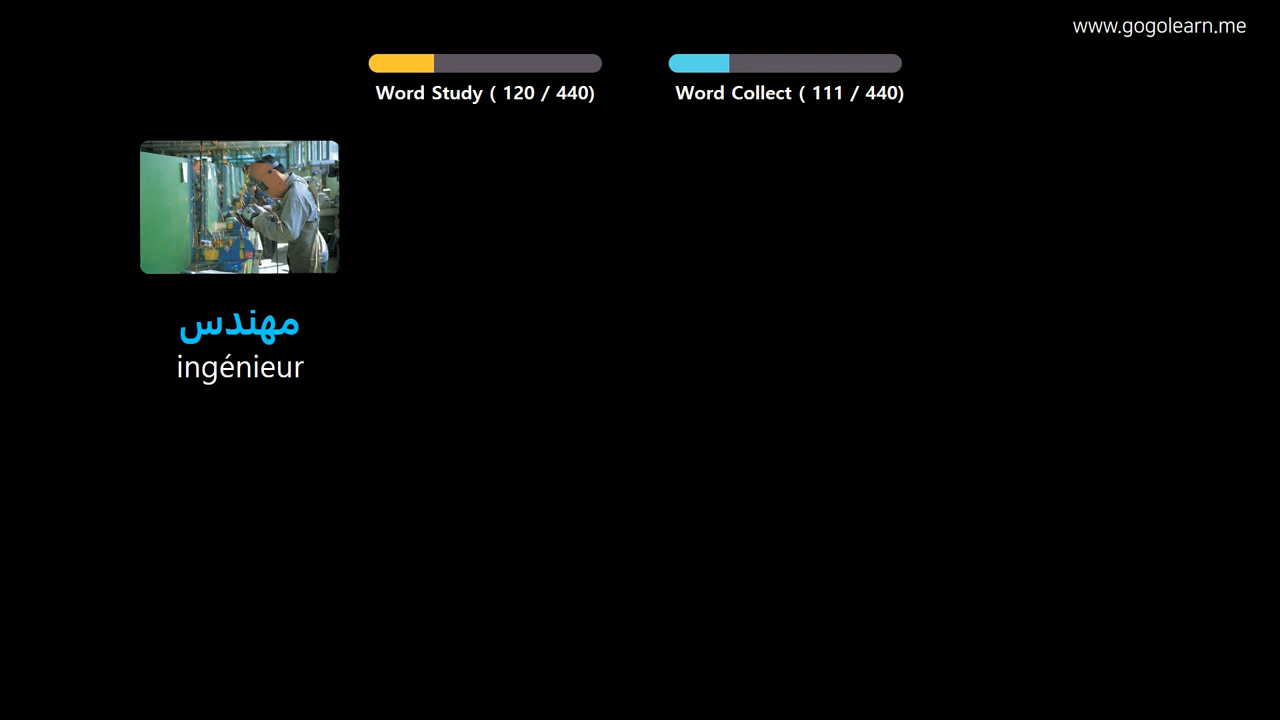 www.gogolearn.me
Word Study ( 120 / 440)
Word Collect ( 111 / 440)
مهندس
ingénieur